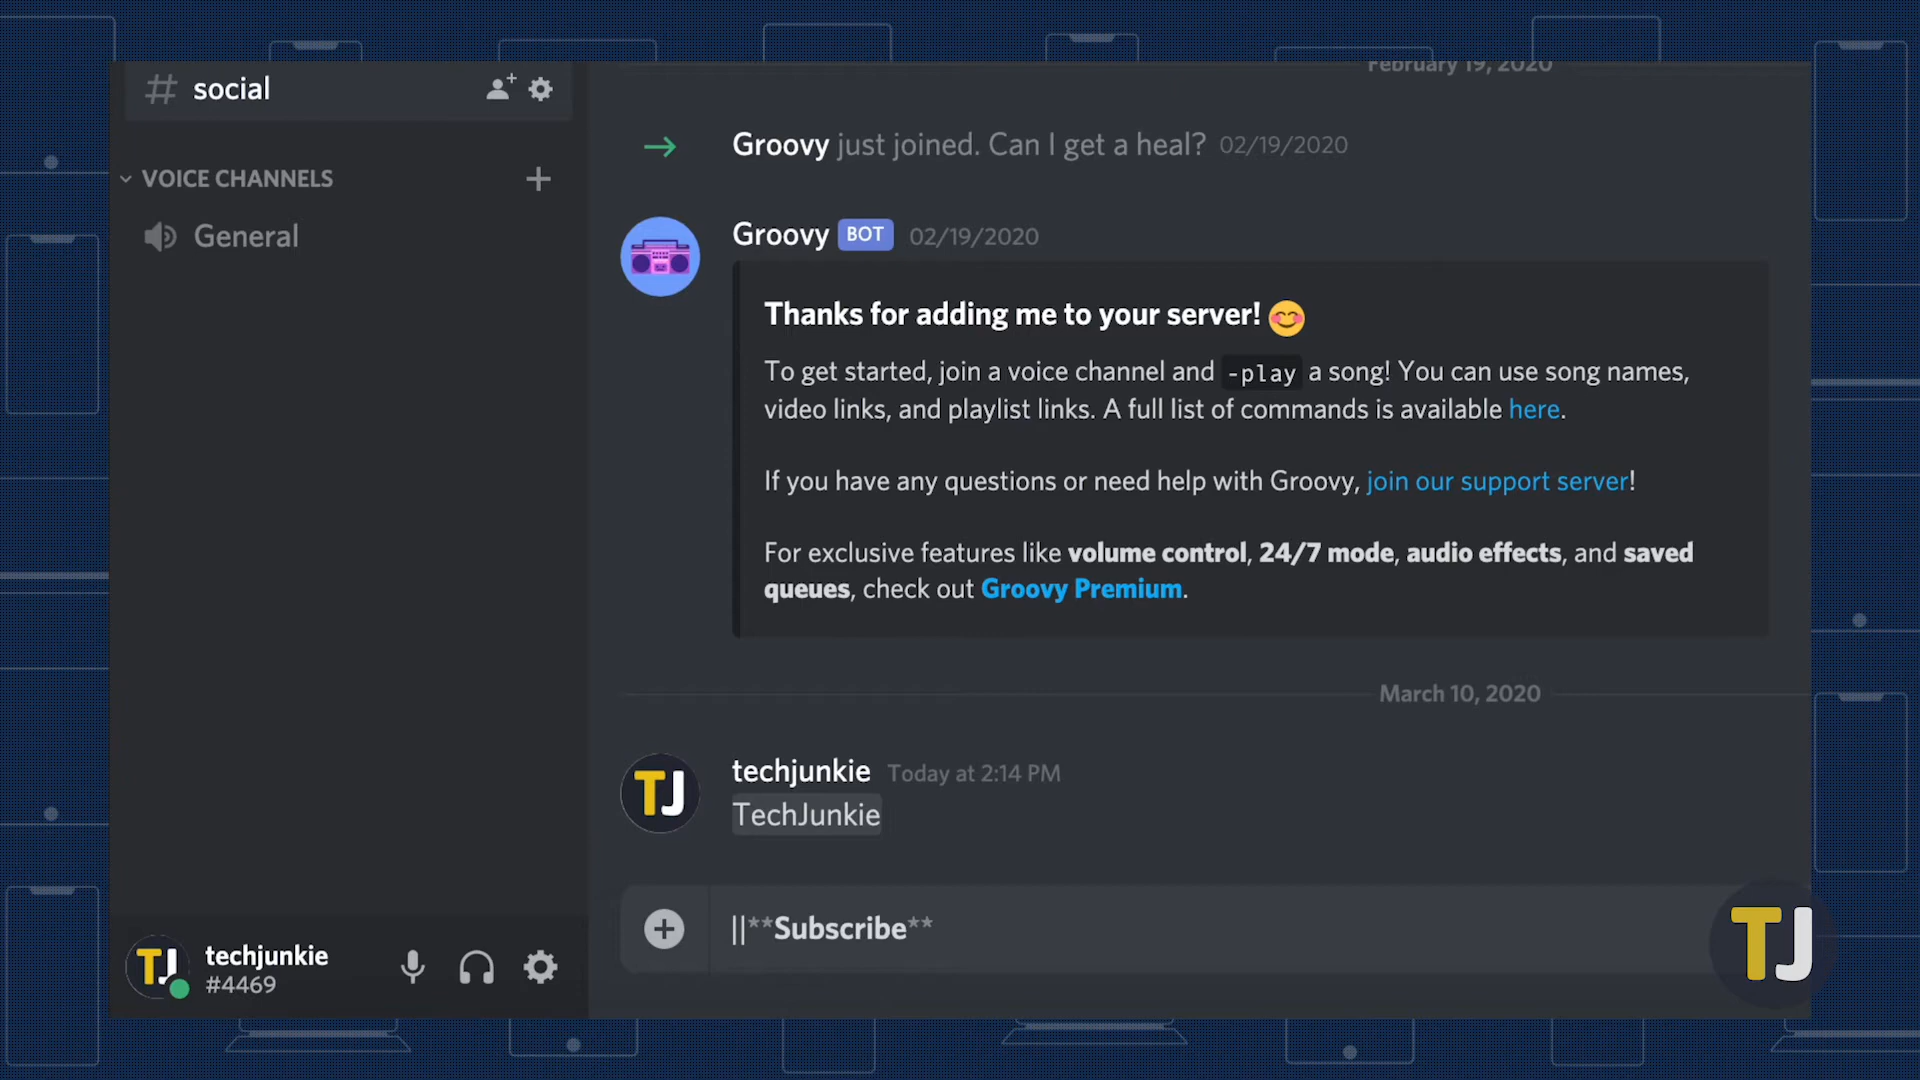 # social
VOICE CHANNELS
General
techjunkie
#4469
February 19, 2020
Groovy just joined. Can I get a heal? 02/19/2020
Groovy BOT 02/19/2020
Thanks for adding me to your server! 😊
To get started, join a voice channel and -play a song! You can use song names,
video links, and playlist links. A full list of commands is available here.
If you have any questions or need help with Groovy, join our support server!
For exclusive features like volume control, 24/7 mode, audio effects, and saved
queues, check out Groovy Premium.
March 10, 2020
TJ
techjunkie Today at 2:14 PM
TechJunkie
||**Subscribe**
TJ
TJ